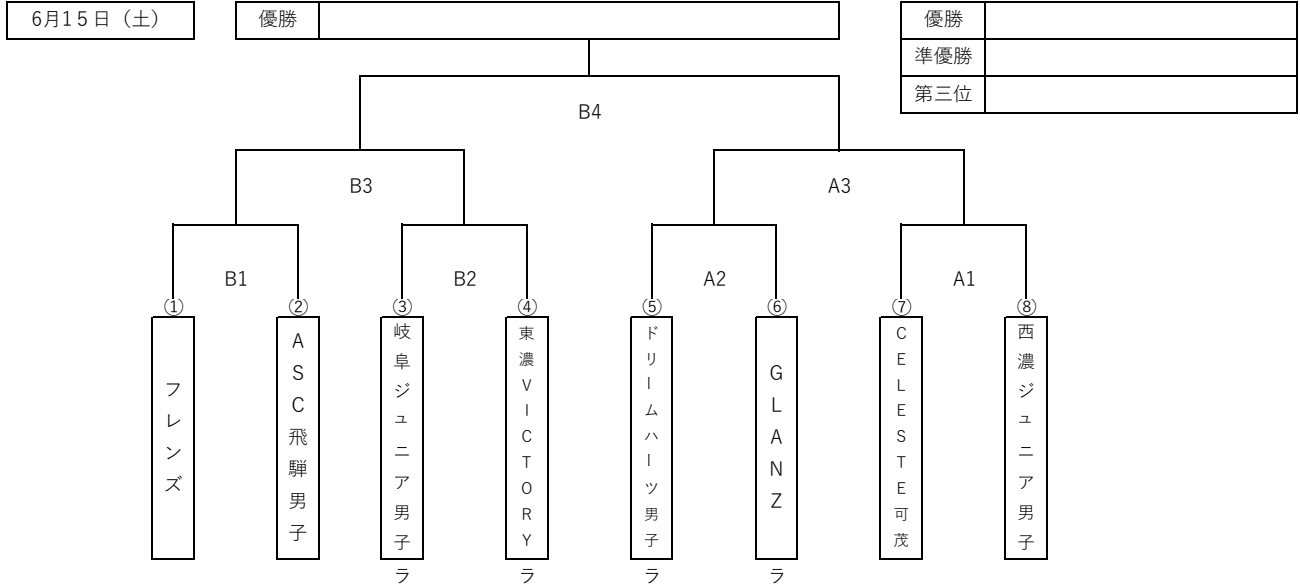 6月1５日（土）
優勝
優勝
準優勝
第三位
B4
B3
A3
B1
B2
A2
A1
①
②
③
④
⑤
⑥
⑦
⑧
フレンズ
ASC飛騨男子
岐阜ジュニア男子
東濃VICTORY
ドリームハーツ男子
GLANZ
CELESTE可茂
西濃ジュニア男子
ラ
ラ
ラ
ラ